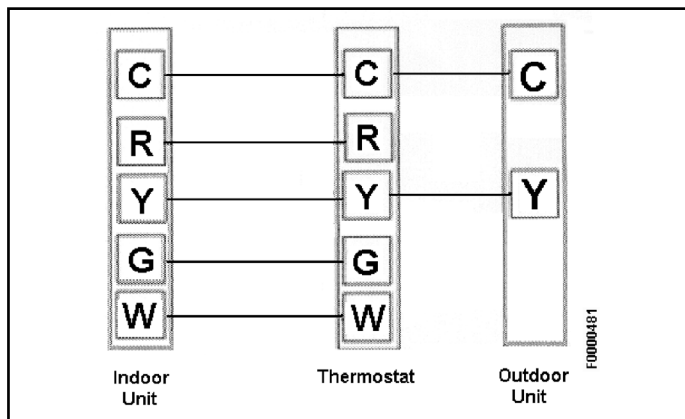 C C C
R R
Y Y Y
G G
W W
Indoor Unit
Thermostat
Outdoor Unit
F0000481